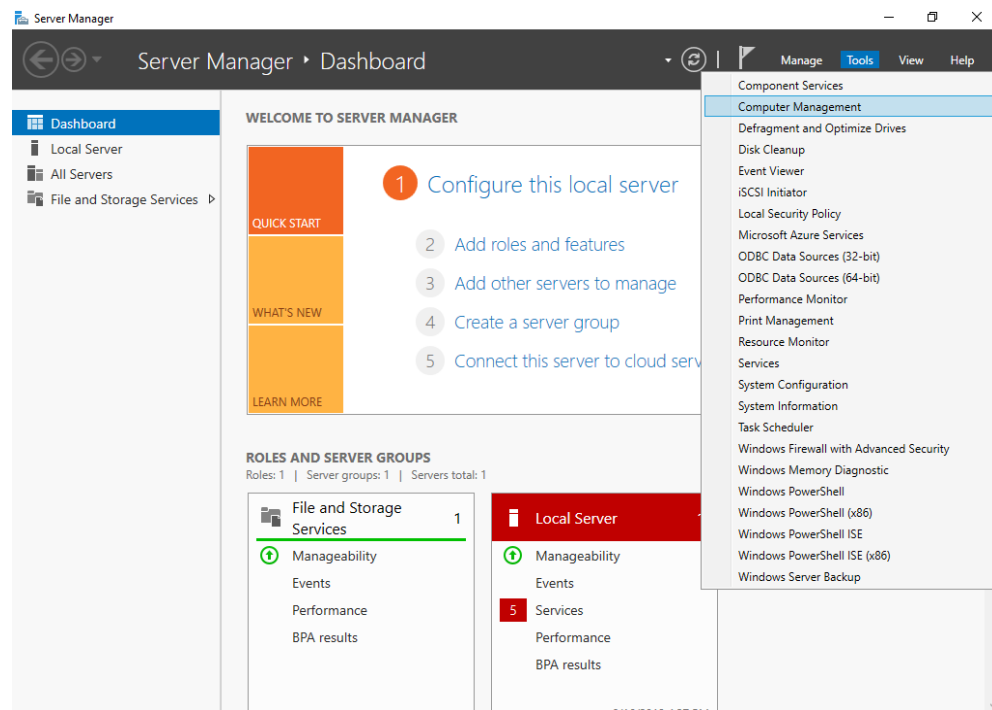 Server Manager
Server Manager ‣ Dashboard
Manage Tools View Help
Dashboard
Local Server
All Servers
File and Storage Services
WELCOME TO SERVER MANAGER
QUICK START
WHAT'S NEW
LEARN MORE
1 Configure this local server
2 Add roles and features
3 Add other servers to manage
4 Create a server group
5 Connect this server to cloud serv
ROLES AND SERVER GROUPS
Roles: 1 | Server groups: 1 | Servers total: 1
File and Storage
Services 1
Manageability
Events
Performance
BPA results
Local Server
Manageability
Events
5 Services
Performance
BPA results
Component Services
Computer Management
Defragment and Optimize Drives
Disk Cleanup
Event Viewer
iSCSI Initiator
Local Security Policy
Microsoft Azure Services
ODBC Data Sources (32-bit)
ODBC Data Sources (64-bit)
Performance Monitor
Print Management
Resource Monitor
Services
System Configuration
System Information
Task Scheduler
Windows Firewall with Advanced Security
Windows Memory Diagnostic
Windows PowerShell
Windows PowerShell (x86)
Windows PowerShell ISE
Windows PowerShell ISE (x86)
Windows Server Backup